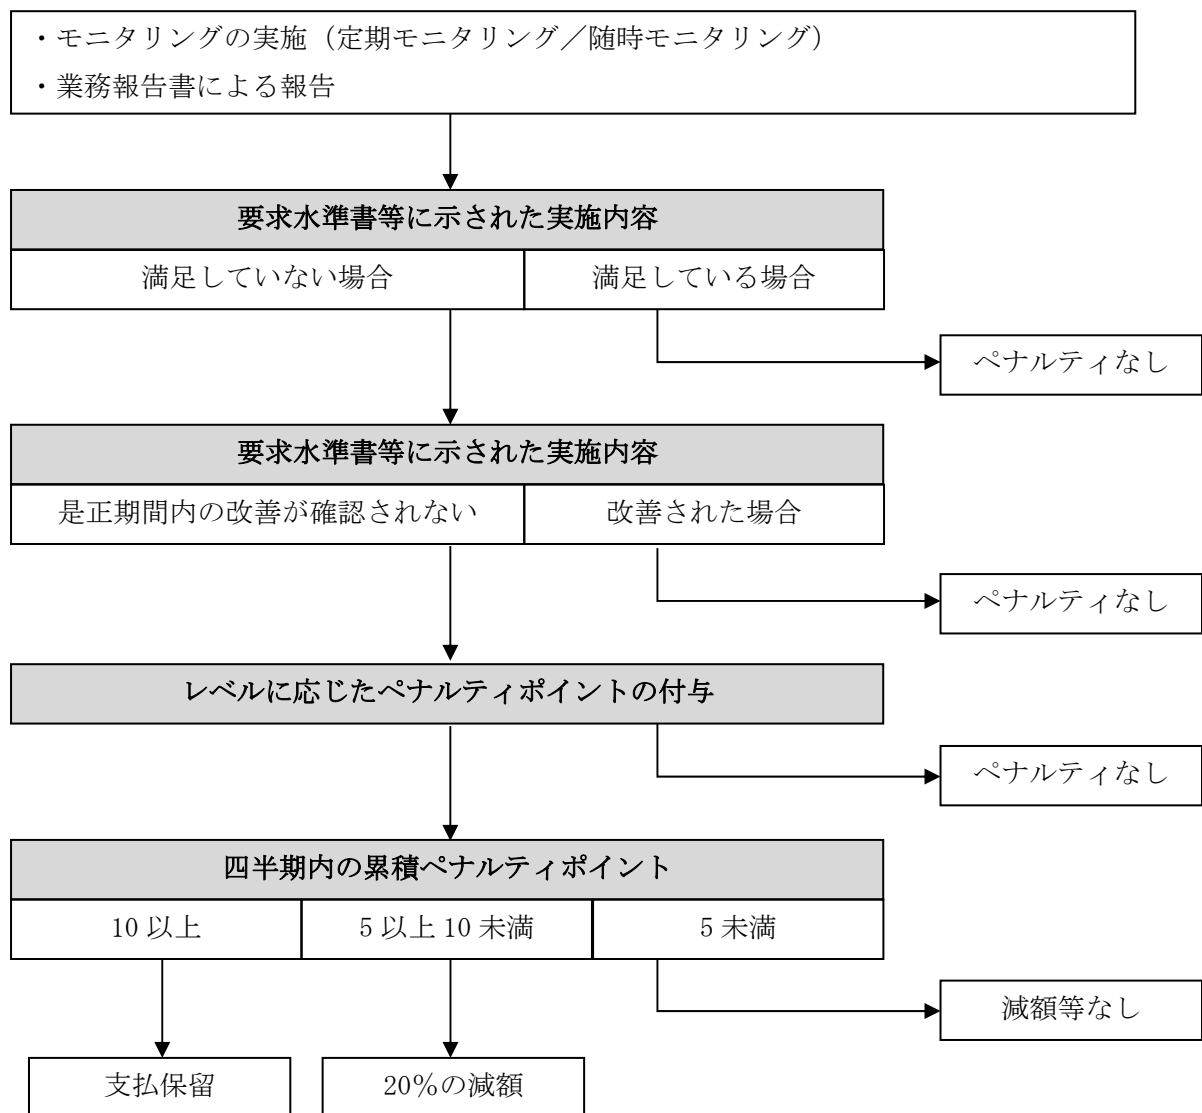 ・モニタリングの実施（定期モニタリング／随時モニタリング）
・業務報告書による報告
要求水準書等に示された実施内容
満足していない場合
満足している場合
ペナルティなし
要求水準書等に示された実施内容
是正期間内の改善が確認されない
改善された場合
ペナルティなし
レベルに応じたペナルティポイントの付与
ペナルティなし
四半期内の累積ペナルティポイント
10 以上
5 以上 10 未満
5 未満
減額等なし
支払保留
20％の減額